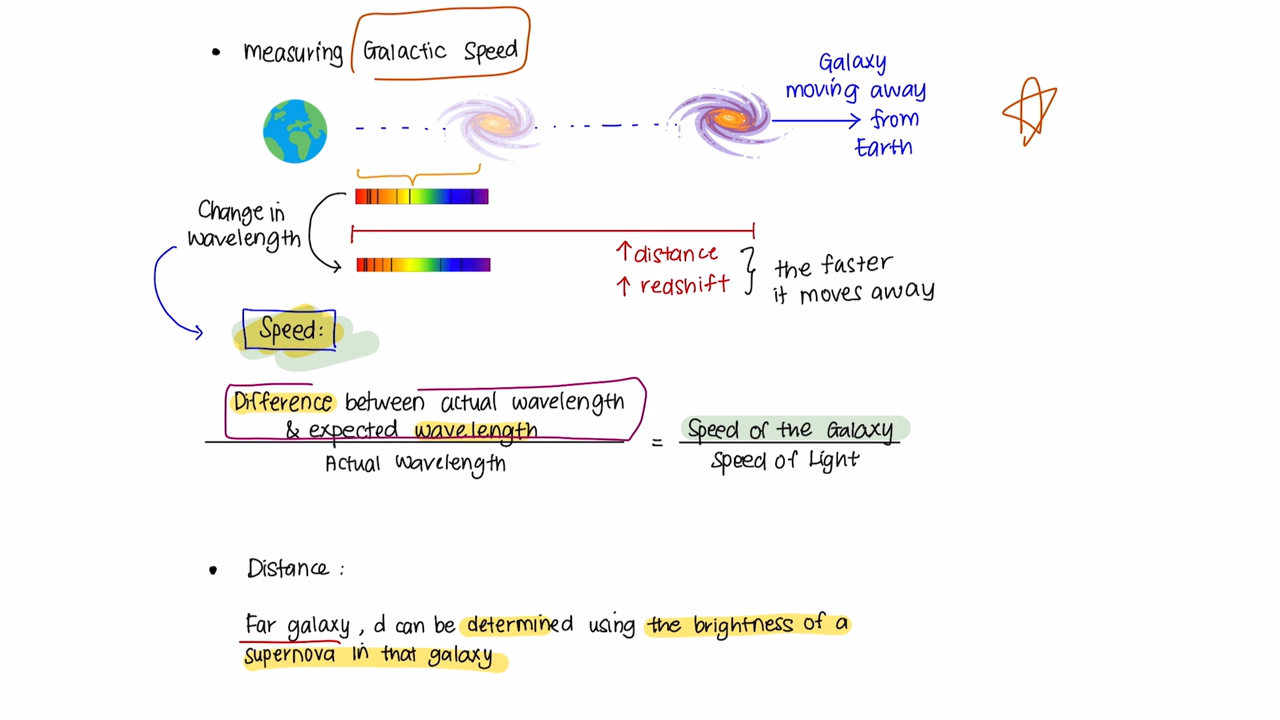 • Measuring Galactic Speed
Galaxy
moving away
from
Earth
Change in
wavelength
↑ distance
↑ redshift
the faster
it moves away
Speed:
Difference between actual wavelength
& expected wavelength
Actual Wavelength
=
Speed of the Galaxy
Speed of Light
• Distance :
Far galaxy, d can be determined using the brightness of a
supernova in that galaxy